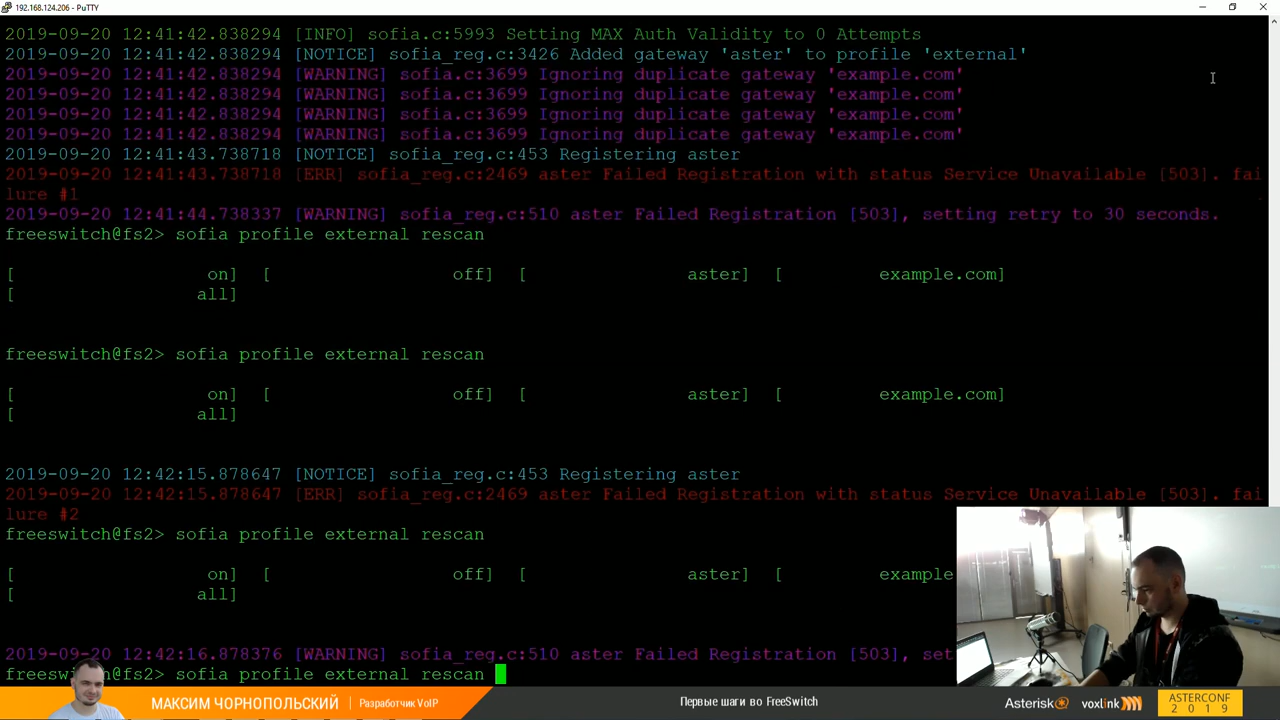 192.168.124.206 - PuTTY
2019-09-20 12:41:42.838294 [INFO] sofia.c:5993 Setting MAX Auth Validity to 0 Attempts
2019-09-20 12:41:42.838294 [NOTICE] sofia_reg.c:3426 Added gateway 'aster' to profile 'external'
2019-09-20 12:41:42.838294 [WARNING] sofia.c:3699 Ignoring duplicate gateway 'example.com'
2019-09-20 12:41:42.838294 [WARNING] sofia.c:3699 Ignoring duplicate gateway 'example.com'
2019-09-20 12:41:42.838294 [WARNING] sofia.c:3699 Ignoring duplicate gateway 'example.com'
2019-09-20 12:41:42.838294 [WARNING] sofia.c:3699 Ignoring duplicate gateway 'example.com'
2019-09-20 12:41:43.738718 [NOTICE] sofia_reg.c:453 Registering aster
2019-09-20 12:41:43.738718 [ERR] sofia_reg.c:2469 aster Failed Registration with status Service Unavailable [503]. fai
lure #1
2019-09-20 12:41:44.738337 [WARNING] sofia_reg.c:510 aster Failed Registration [503], setting retry to 30 seconds.
freeswitch@fs2> sofia profile external rescan
[ on] [ off] [ aster] [ example.com]
[ all]
freeswitch@fs2> sofia profile external rescan
[ on] [ off] [ aster] [ example.com]
[ all]
2019-09-20 12:42:15.878647 [NOTICE] sofia_reg.c:453 Registering aster
2019-09-20 12:42:15.878647 [ERR] sofia_reg.c:2469 aster Failed Registration with status Service Unavailable [503]. fai
lure #2
freeswitch@fs2> sofia profile external rescan
[ on] [ off] [ aster] [ example
[ all]
2019-09-20 12:42:16.878376 [WARNING] sofia_reg.c:510 aster Failed Registration [503], set
freeswitch@fs2> sofia profile external rescan
МАКСИМ ЧОРНОПОЛЬСКИЙ | Разработчик VoIP
Первые шаги во FreeSwitch
Asterisk
voxlink
ASTERCONF
2019